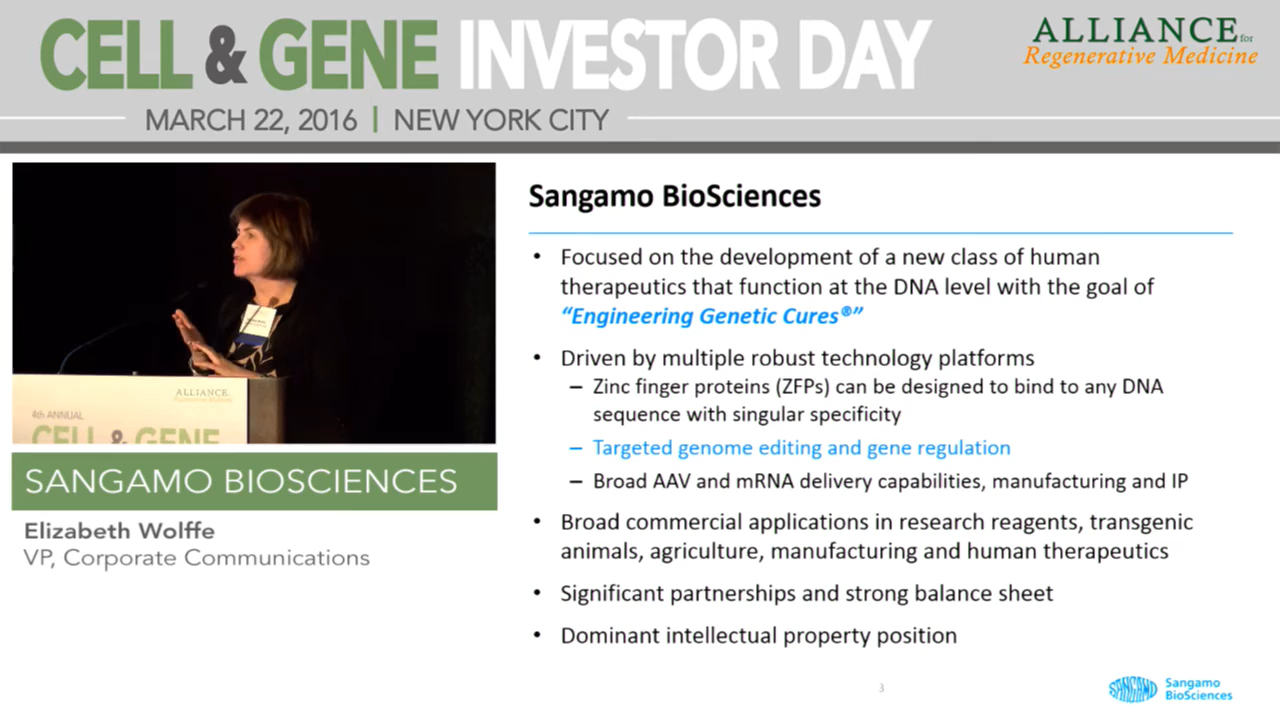 CELL & GENE INVESTOR DAY
MARCH 22, 2016 | NEW YORK CITY
ALLIANCE for
Regenerative Medicine
ALLIANCE
4th ANNUAL
CELL & GENE
SANGAMO BIOSCIENCES
Elizabeth Wolffe
VP, Corporate Communications
Sangamo BioSciences
• Focused on the development of a new class of human
therapeutics that function at the DNA level with the goal of
“Engineering Genetic Cures®”
• Driven by multiple robust technology platforms
– Zinc finger proteins (ZFPs) can be designed to bind to any DNA
sequence with singular specificity
– Targeted genome editing and gene regulation
– Broad AAV and mRNA delivery capabilities, manufacturing and IP
• Broad commercial applications in research reagents, transgenic
animals, agriculture, manufacturing and human therapeutics
• Significant partnerships and strong balance sheet
• Dominant intellectual property position
3
SANGAMO
Sangamo
BioSciences